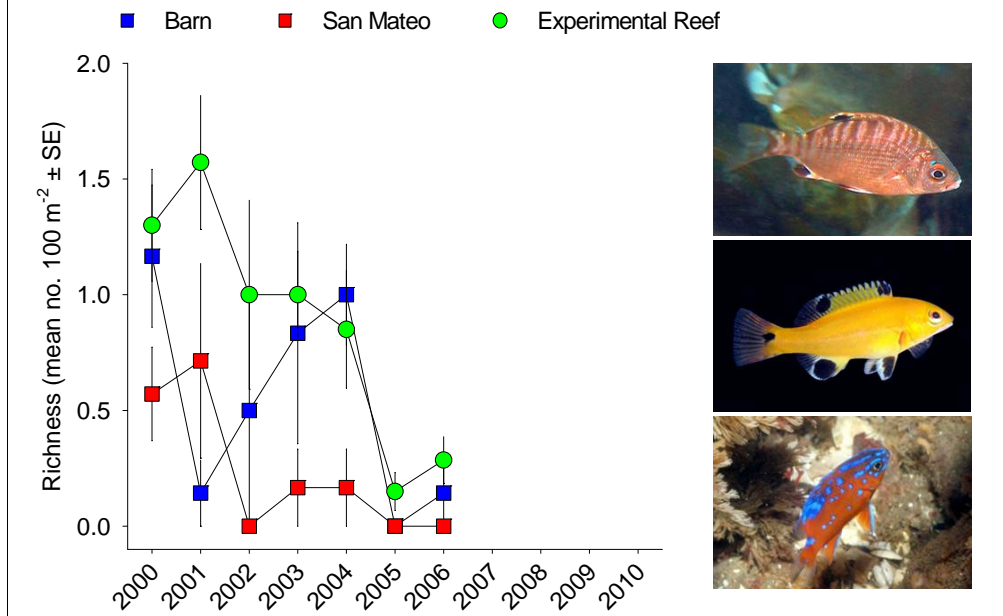 Barn San Mateo Experimental Reef
2.0
1.5
1.0
0.5
0.0
Richness (mean no. 100 m⁻² ± SE)
2000 2001 2002 2003 2004 2005 2006 2007 2008 2009 2010